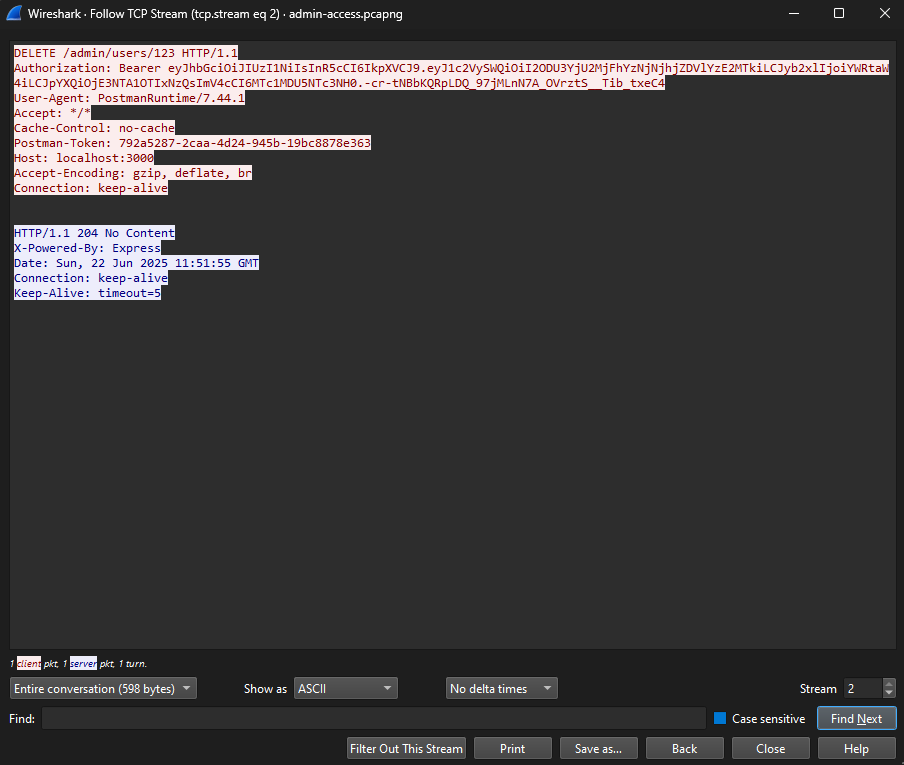 Wireshark · Follow TCP Stream (tcp.stream eq 2) · admin-access.pcapng
DELETE /admin/users/123 HTTP/1.1
Authorization: Bearer eyJhbGciOiJIUzI1NiIsInR5cCI6IkpXVCJ9.eyJ1c2VySWQiOiI2ODU3YjU2MjFhYzNjNjhjZDVlYzE2MTkiLCJyb2xlIjoiYWRtaW
4iLCJpYXQiOjE3NTA1OTIxNzQsImV4cCI6MTc1MDU5NTc3NH0.-cr-tNBbKQRpLDQ_97jMLnN7A_OVrztS__Tib_txeC4
User-Agent: PostmanRuntime/7.44.1
Accept: */*
Cache-Control: no-cache
Postman-Token: 792a5287-2caa-4d24-945b-19bc8878e363
Host: localhost:3000
Accept-Encoding: gzip, deflate, br
Connection: keep-alive
HTTP/1.1 204 No Content
X-Powered-By: Express
Date: Sun, 22 Jun 2025 11:51:55 GMT
Connection: keep-alive
Keep-Alive: timeout=5
1 client pkt, 1 server pkt, 1 turn.
Entire conversation (598 bytes) Show as ASCII No delta times Stream 2
Find: Case sensitive Find Next
Filter Out This Stream Print Save as... Back Close Help